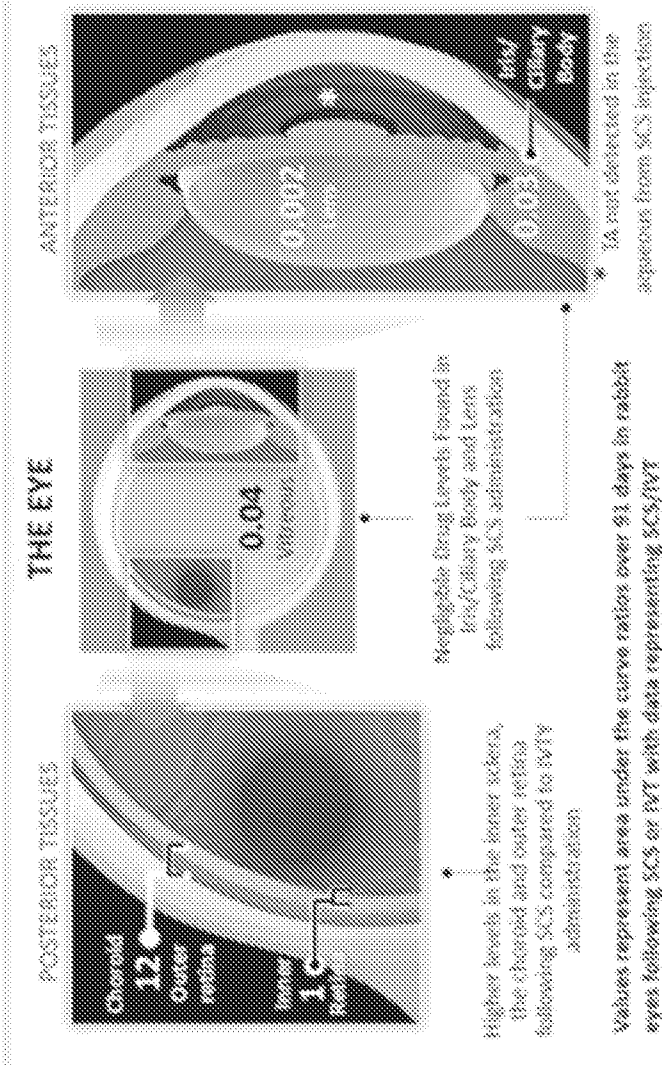 THE EYE
POSTERIOR TISSUES
Choroid
12
Outer
retina
Inner
1
Retina
Higher levels in the inner sclera,
the choroid and outer retina
following SCS compared to IVT
administration
0.04
Vitreous
Negligible Drug Levels Found in
Iris/Ciliary Body and Lens
following SCS administration
ANTERIOR TISSUES
0.002
Lens
*
0.03
Iris/
Ciliary
Body
* TA not detected in the
aqueous from SCS injection
Values represent area under the curve ratios over 91 days in rabbit
eyes following SCS or IVT with data representing SCS/IVT